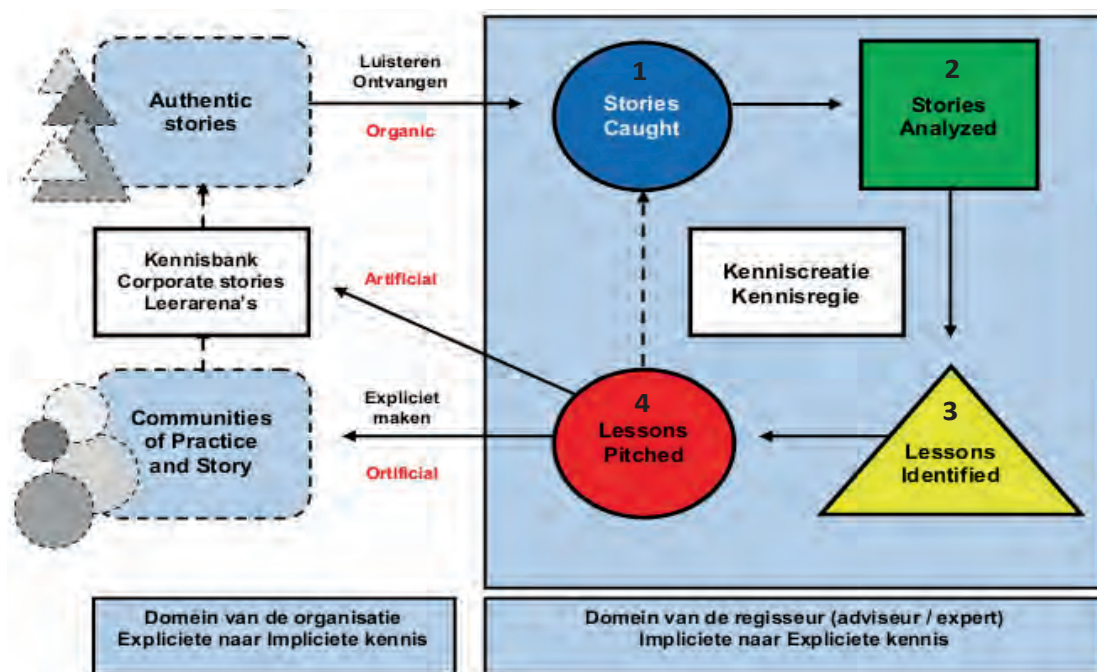 Authentic
stories
Luisteren
Ontvangen
Organic
1
Stories
Caught
2
Stories
Analyzed
Kennisbank
Corporate stories
Leerarena's
Artificial
Kenniscreatie
Kennisregie
Communities
of Practice
and Story
Expliciet
maken
Ortificial
4
Lessons
Pitched
3
Lessons
Identified
Domein van de organisatie
Expliciete naar Impliciete kennis
Domein van de regisseur (adviseur / expert)
Impliciete naar Expliciete kennis